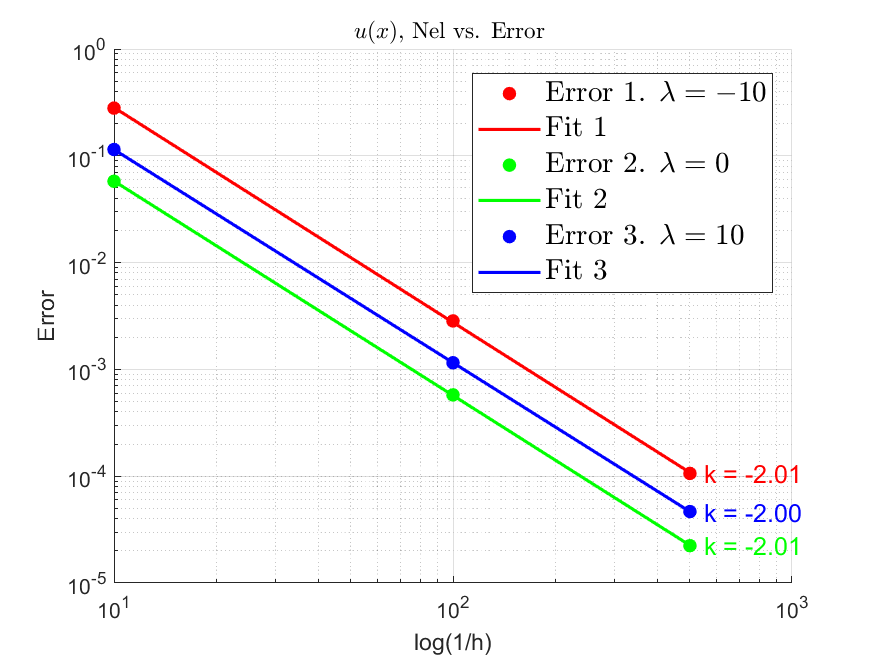 u(x), Nel vs. Error
10^0
10^-1
10^-2
10^-3
10^-4
10^-5
Error
Error 1. λ = −10
Fit 1
Error 2. λ = 0
Fit 2
Error 3. λ = 10
Fit 3
k = -2.01
k = -2.00
k = -2.01
10^1
10^2
10^3
log(1/h)